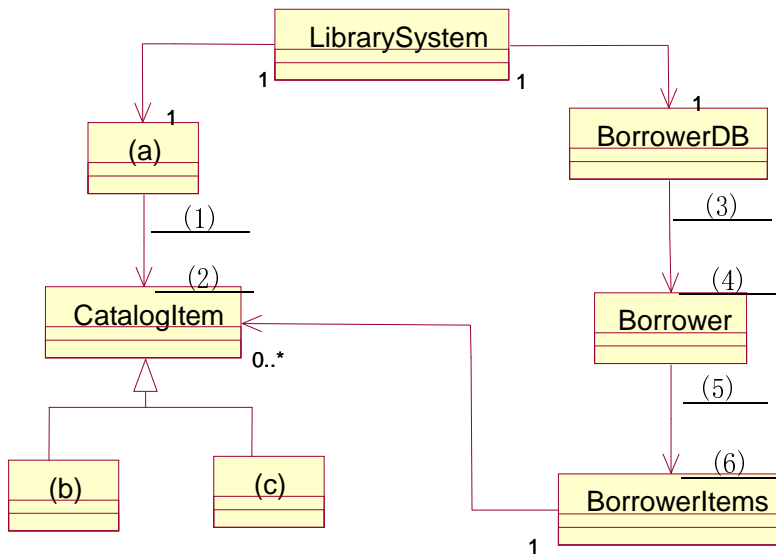 LibrarySystem
1
1
1
1
(a)
BorrowerDB
(1)
(3)
(2)
(4)
CatalogItem
Borrower
0..*
(5)
(b)
(c)
(6)
BorrowerItems
1